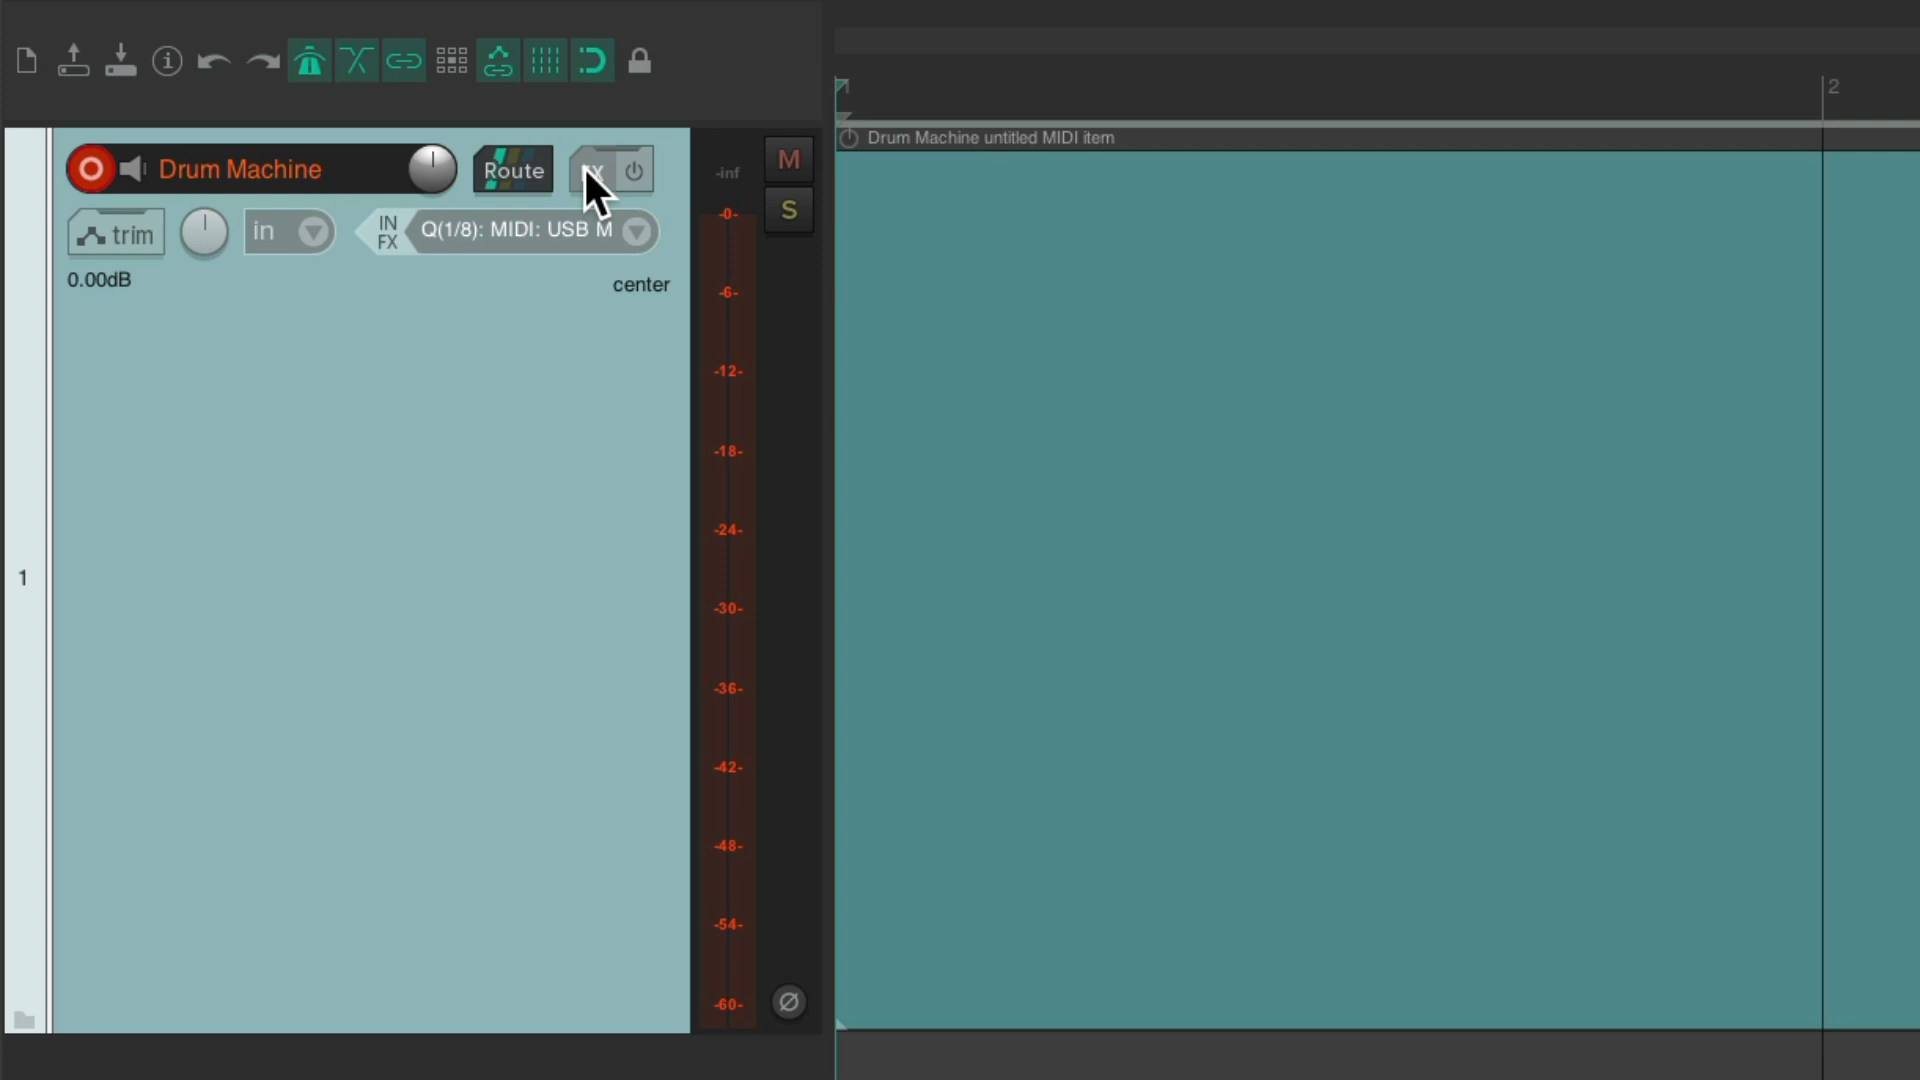 2
Drum Machine untitled MIDI item
Drum Machine
Route
trim
in
IN
FX
Q(1/8): MIDI: USB M
0.00dB
center
1
-inf
-0-
-6-
-12-
-18-
-24-
-30-
-36-
-42-
-48-
-54-
-60-
M
S